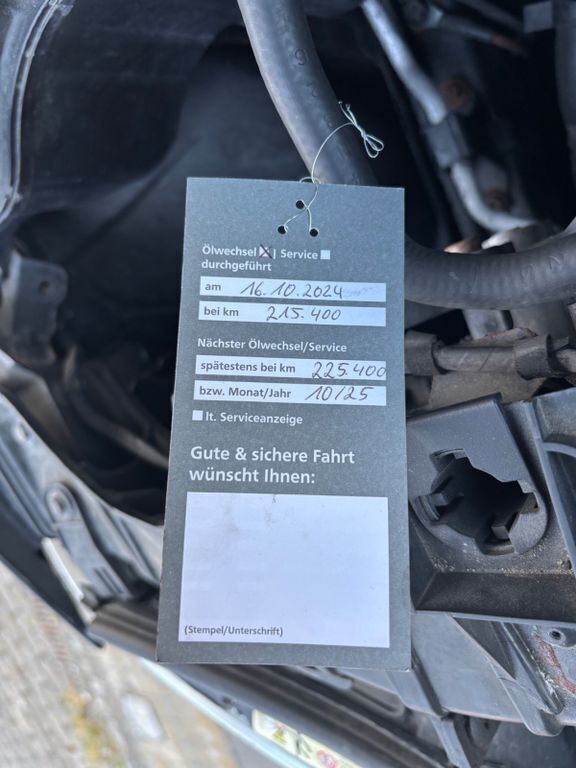 Ölwechsel ☒ | Service ☐
durchgeführt
am 16.10.2024
bei km 215.400
Nächster Ölwechsel/Service
spätestens bei km 225.400
bzw. Monat/Jahr 10/25
☐ lt. Serviceanzeige
Gute & sichere Fahrt
wünscht Ihnen:
(Stempel/Unterschrift)